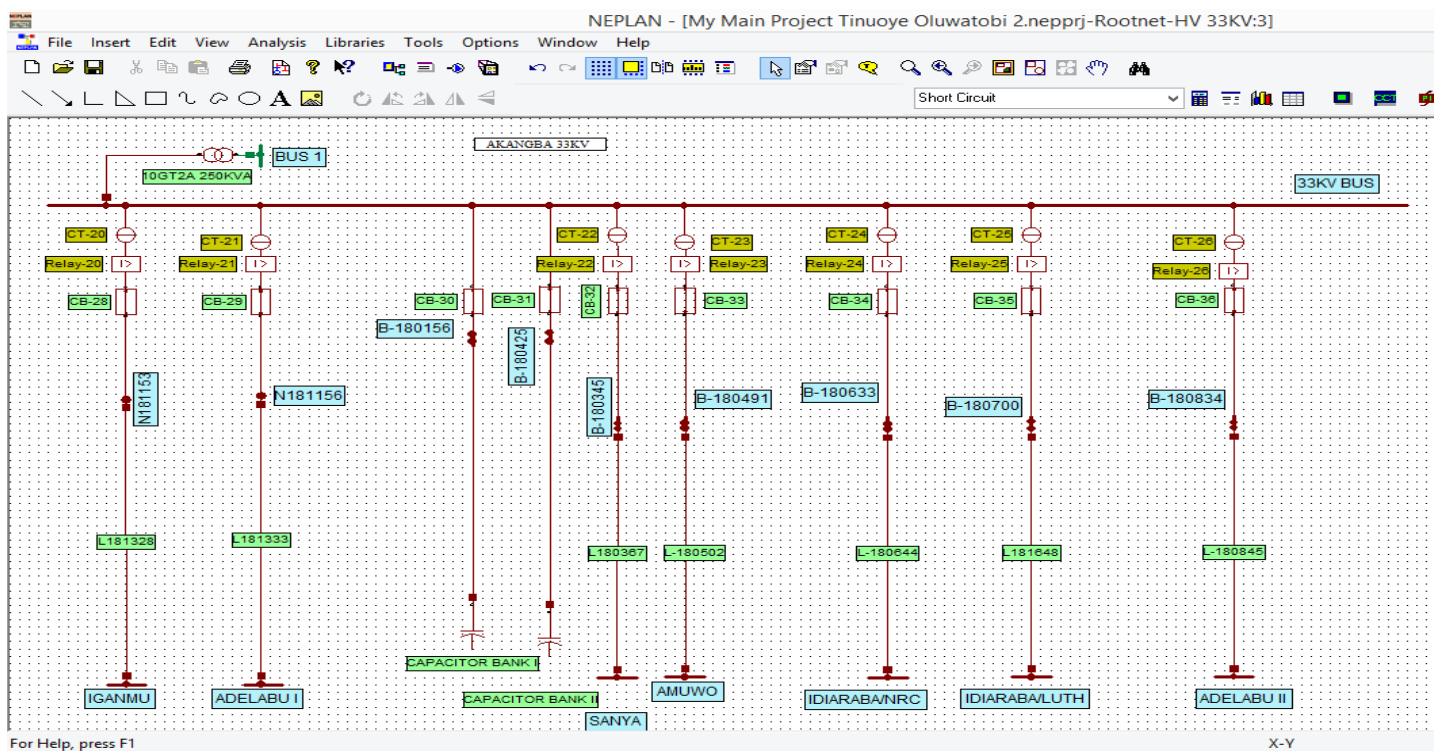 NEPLAN - [My Main Project Tinuoye Oluwatobi 2.nepprj-Rootnet-HV 33KV:3]
File Insert Edit View Analysis Libraries Tools Options Window Help
Short Circuit
AKANGBA 33KV
BUS 1
10GT2A 250KVA
33KV BUS
CT-20 CT-21 CT-22 CT-23 CT-24 CT-25 CT-26
Relay-20 Relay-21 Relay-22 Relay-23 Relay-24 Relay-25 Relay-26
CB-28 CB-29 CB-30 CB-31 CB-32 CB-33 CB-34 CB-35 CB-36
B-180156 B-180425
N181153 N181156 B-180345 B-180491 B-180633 B-180700 B-180834
L181328 L181333 L180367 L-180502 L-180644 L181648 L-180845
CAPACITOR BANK I
CAPACITOR BANK II
IGANMU ADELABU I SANYA AMUWO IDIARABA/NRC IDIARABA/LUTH ADELABU II
For Help, press F1 X-Y